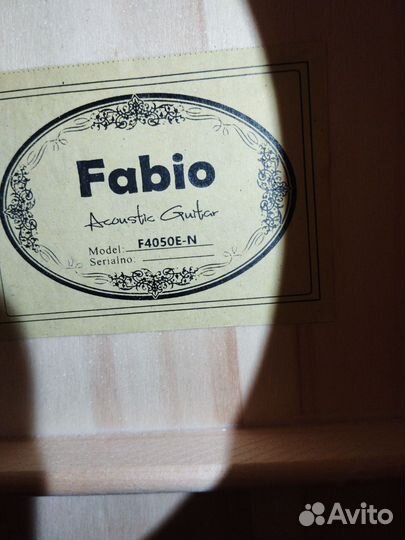 Fabio
Acoustic Guitar
Model: F4050E-N
Serialno:
Avito